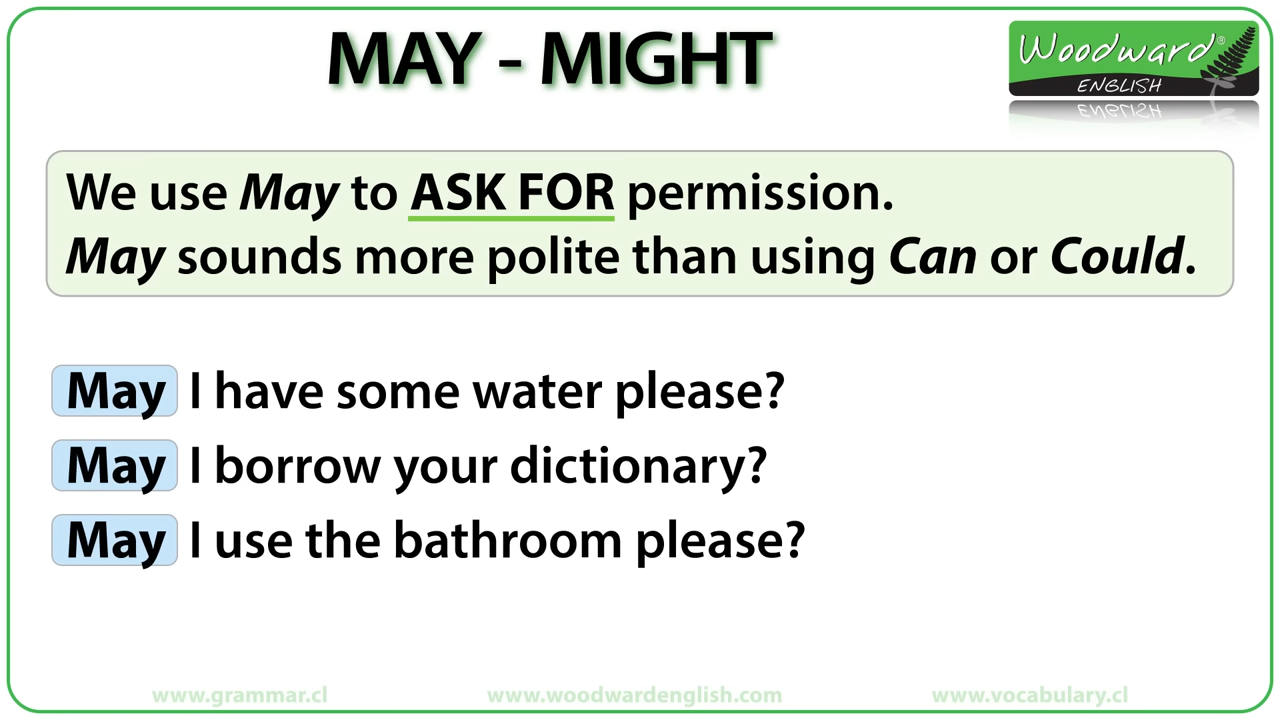 MAY - MIGHT
Woodward®
ENGLISH
We use May to ASK FOR permission.
May sounds more polite than using Can or Could.
May I have some water please?
May I borrow your dictionary?
May I use the bathroom please?
www.grammar.cl www.woodwardenglish.com www.vocabulary.cl